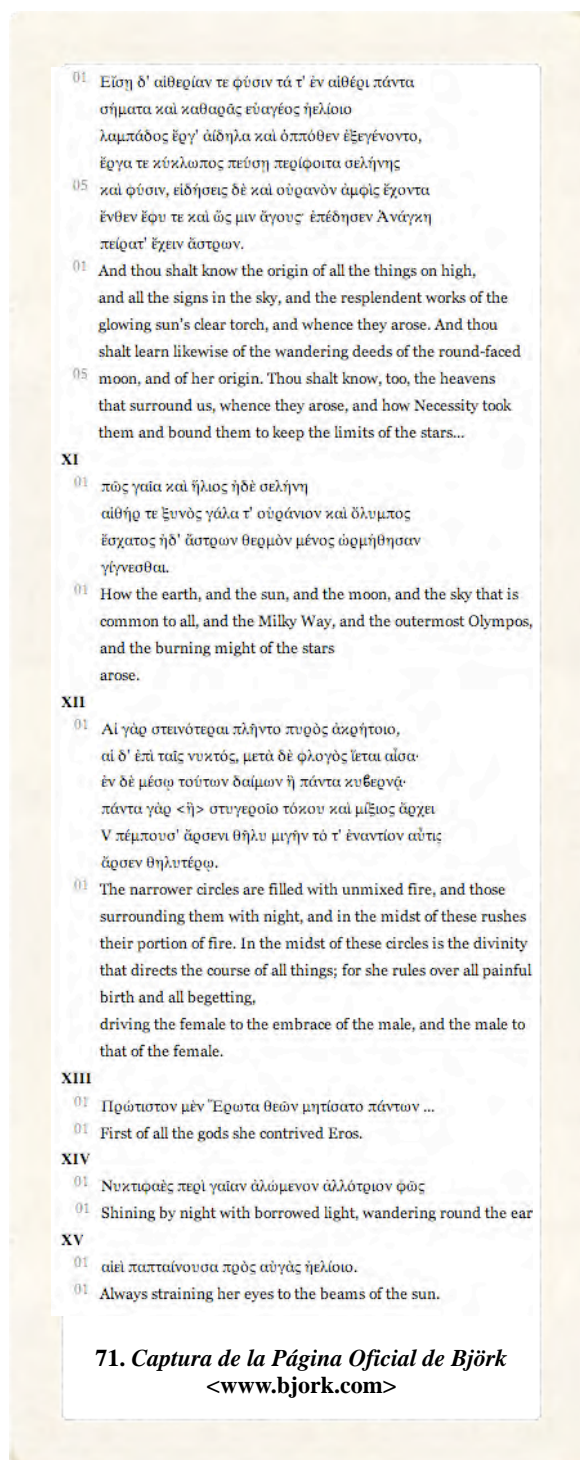 01 Εἴσῃ δ' αἰθερίαν τε φύσιν τά τ' ἐν αἰθέρι πάντα
σήματα καὶ καθαρᾶς εὐαγέος ἠελίοιο
λαμπάδος ἔργ' ἀίδηλα καὶ ὁππόθεν ἐξεγένοντο,
ἔργα τε κύκλωπος πεύσῃ περίφοιτα σελήνης
05 καὶ φύσιν, εἰδήσεις δὲ καὶ οὐρανὸν ἀμφὶς ἔχοντα
ἔνθεν ἔφυ τε καὶ ὥς μιν ἄγουσ' ἐπέδησεν Ἀνάγκη
πείρατ' ἔχειν ἄστρων.
01 And thou shalt know the origin of all the things on high,
and all the signs in the sky, and the resplendent works of the
glowing sun's clear torch, and whence they arose. And thou
shalt learn likewise of the wandering deeds of the round-faced
05 moon, and of her origin. Thou shalt know, too, the heavens
that surround us, whence they arose, and how Necessity took
them and bound them to keep the limits of the stars...
XI
01 πῶς γαῖα καὶ ἥλιος ἠδὲ σελήνη
αἰθήρ τε ξυνὸς γάλα τ' οὐράνιον καὶ ὄλυμπος
ἔσχατος ἠδ' ἄστρων θερμὸν μένος ὡρμήθησαν
γίγνεσθαι.
01 How the earth, and the sun, and the moon, and the sky that is
common to all, and the Milky Way, and the outermost Olympos,
and the burning might of the stars
arose.
XII
01 Αἱ γὰρ στεινότεραι πλῆντο πυρὸς ἀκρήτοιο,
αἱ δ' ἐπὶ ταῖς νυκτός, μετὰ δὲ φλογὸς ἵεται αἶσα·
ἐν δὲ μέσῳ τούτων δαίμων ἣ πάντα κυϐερνᾷ·
πάντα γὰρ <ἣ> στυγεροῖο τόκου καὶ μίξιος ἄρχει
V πέμπουσ' ἄρσενι θῆλυ μιγῆν τό τ' ἐναντίον αὖτις
ἄρσεν θηλυτέρῳ.
01 The narrower circles are filled with unmixed fire, and those
surrounding them with night, and in the midst of these rushes
their portion of fire. In the midst of these circles is the divinity
that directs the course of all things; for she rules over all painful
birth and all begetting,
driving the female to the embrace of the male, and the male to
that of the female.
XIII
01 Πρώτιστον μὲν Ἔρωτα θεῶν μητίσατο πάντων ...
01 First of all the gods she contrived Eros.
XIV
01 Νυκτιφαὲς περὶ γαῖαν ἀλώμενον ἀλλότριον φῶς
01 Shining by night with borrowed light, wandering round the ear
XV
01 αἰεὶ παπταίνουσα πρὸς αὐγὰς ἠελίοιο.
01 Always straining her eyes to the beams of the sun.
71. Captura de la Página Oficial de Björk
<www.bjork.com>